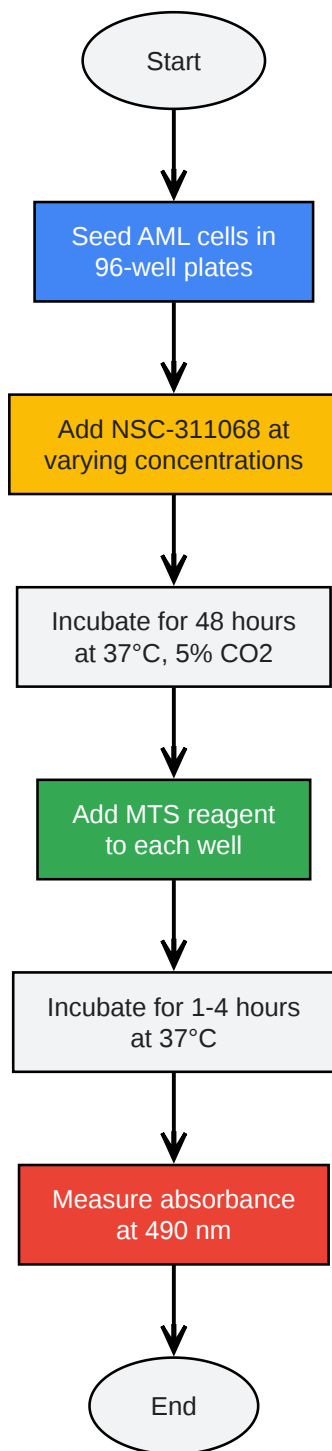 Start
Seed AML cells in
96-well plates
Add NSC-311068 at
varying concentrations
Incubate for 48 hours
at 37°C, 5% CO2
Add MTS reagent
to each well
Incubate for 1-4 hours
at 37°C
Measure absorbance
at 490 nm
End